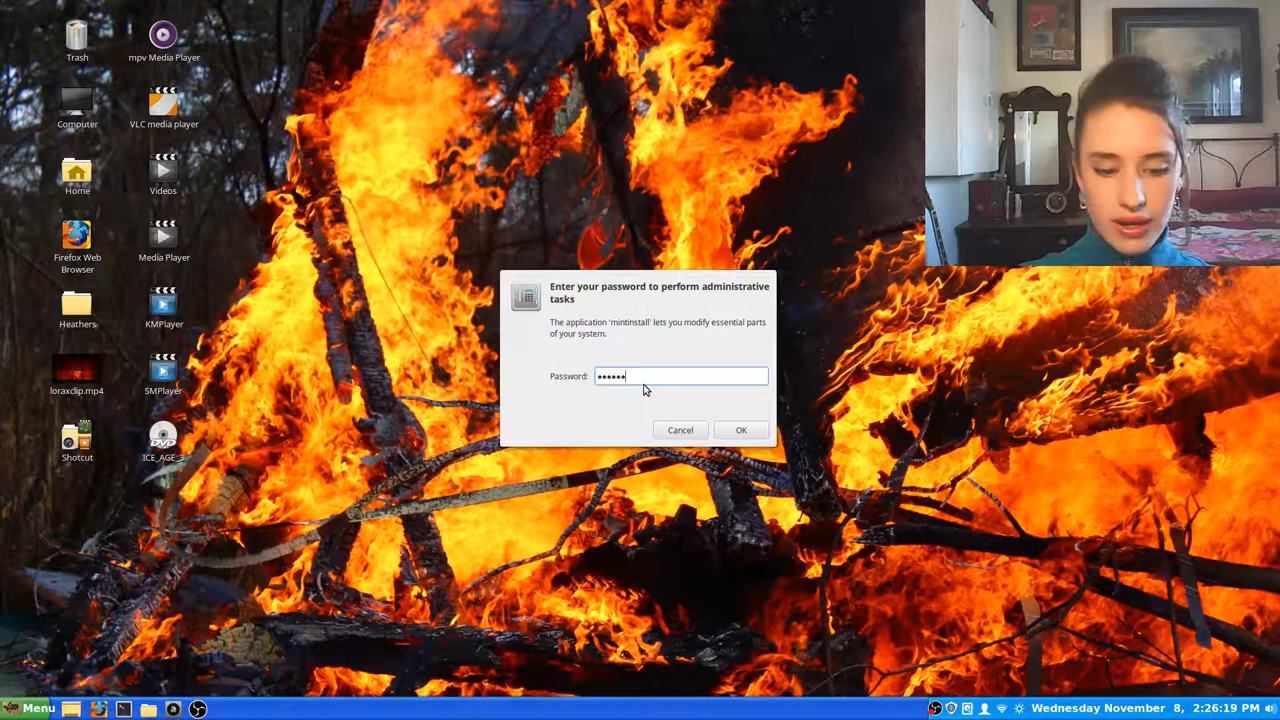 Trash
mpv Media Player
Computer
VLC media player
Home
Videos
Firefox Web
Browser
Media Player
Heathers
KMPlayer
loraxclip.mp4
SMPlayer
Shotcut
ICE_AGE_3
Enter your password to perform administrative
tasks
The application 'mintinstall' lets you modify essential parts
of your system.
Password: ••••••
Cancel
OK
Menu
Wednesday November  8, 2:26:19 PM